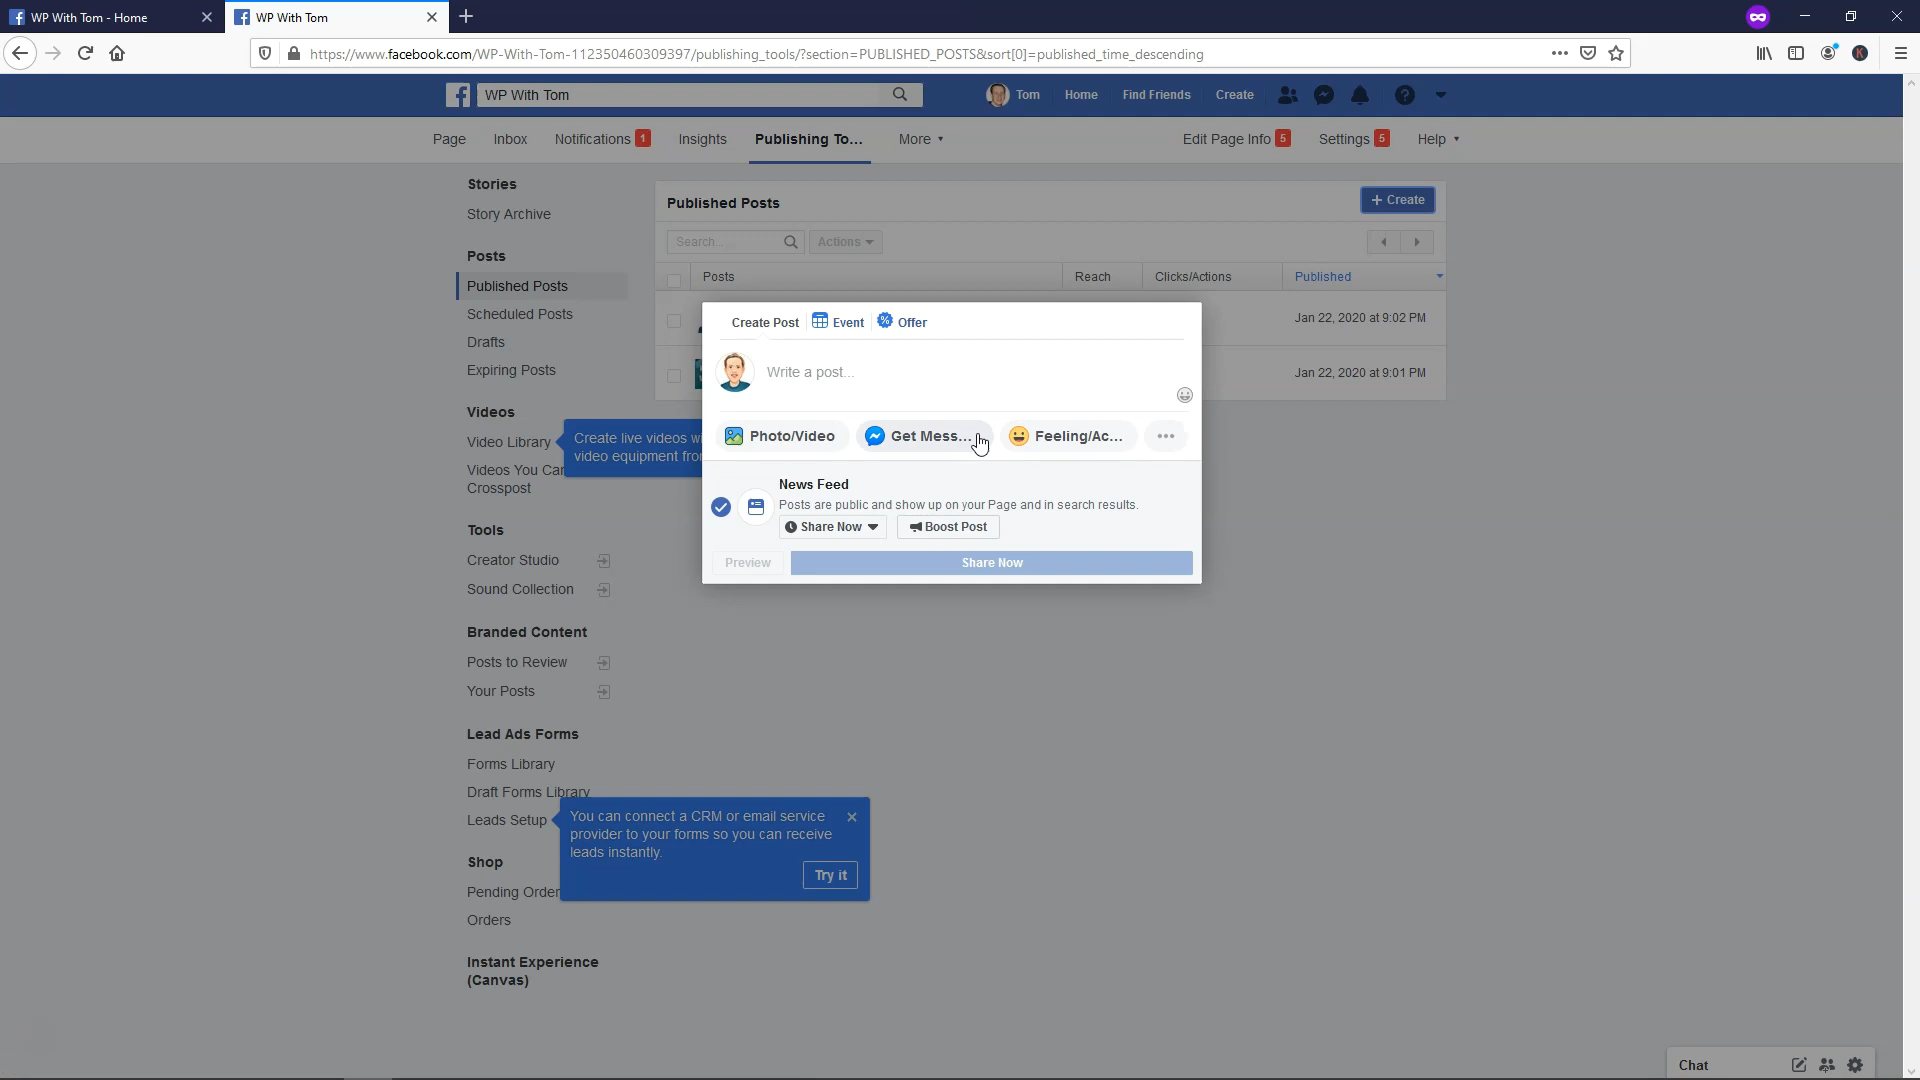 WP With Tom - Home
WP With Tom
https://www.facebook.com/WP-With-Tom-112350460309397/publishing_tools/?section=PUBLISHED_POSTS&sort[0]=published_time_descending
WP With Tom
Tom
Home
Find Friends
Create
Page
Inbox
Notifications 1
Insights
Publishing To...
More
Edit Page Info 5
Settings 5
Help
Stories
Story Archive
Posts
Published Posts
Scheduled Posts
Drafts
Expiring Posts
Videos
Video Library
Videos You Can
Crosspost
Create live videos wi
video equipment from
Tools
Creator Studio
Sound Collection
Branded Content
Posts to Review
Your Posts
Lead Ads Forms
Forms Library
Draft Forms Library
Leads Setup
You can connect a CRM or email service
provider to your forms so you can receive
leads instantly.
Try it
Shop
Pending Order
Orders
Instant Experience
(Canvas)
Published Posts
+ Create
Search...
Actions
Posts
Reach
Clicks/Actions
Published
Jan 22, 2020 at 9:02 PM
Jan 22, 2020 at 9:01 PM
Create Post
Event
Offer
Write a post...
Photo/Video
Get Mess...
Feeling/Ac...
News Feed
Posts are public and show up on your Page and in search results.
Share Now
Boost Post
Preview
Share Now
Chat